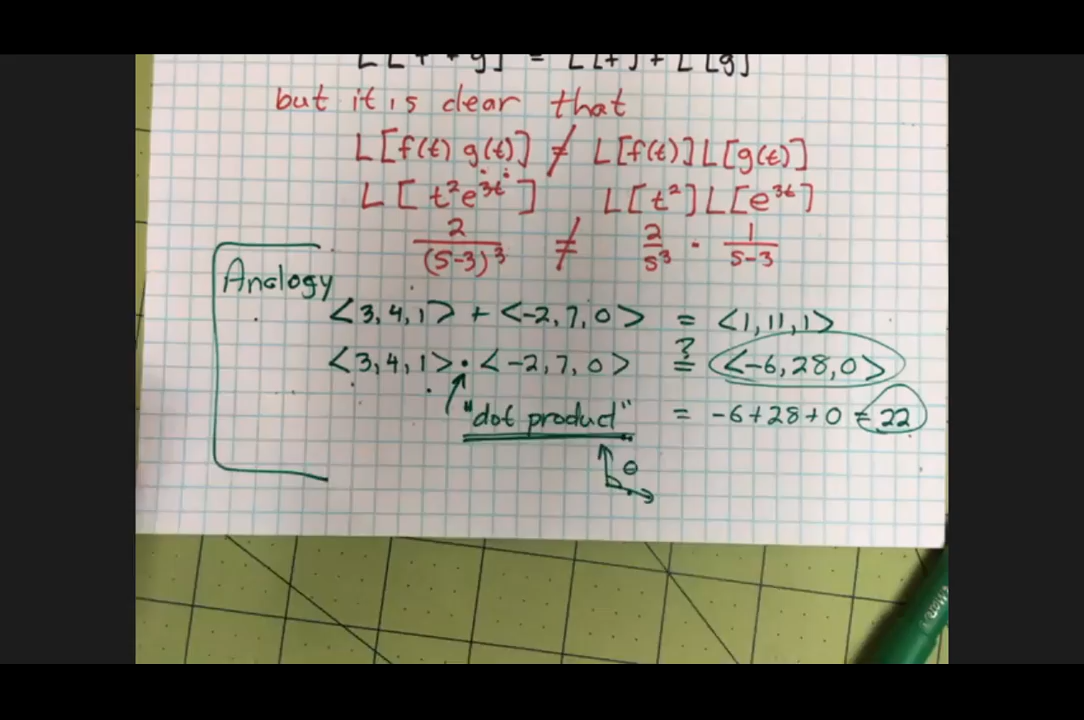 L[f+g] = L[f]+L[g]
but it is clear that
L[f(t) g(t)] ≠ L[f(t)]L[g(t)]
L[t²e³ᵗ] L[t²]L[e³ᵗ]
2/(s-3)³ ≠ 2/s³ · 1/(s-3)
Analogy
<3,4,1> + <-2,7,0> = <1,11,1>
<3,4,1> • <-2,7,0> ≟ <-6,28,0>
"dot product" = -6+28+0 = 22
θ